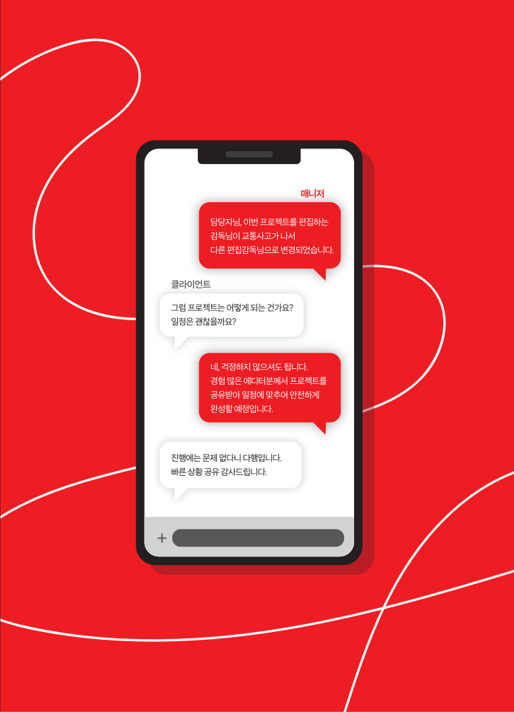 매니저
담당자님, 이번 프로젝트를 편집하는
감독님이 교통사고가 나서
다른 편집감독님으로 변경되었습니다.
클라이언트
그럼 프로젝트는 어떻게 되는 건가요?
일정은 괜찮을까요?
네, 걱정하지 않으셔도 됩니다.
경험 많은 에디터분께서 프로젝트를
공유받아 일정에 맞추어 안전하게
완성할 예정입니다.
진행에는 문제 없다니 다행입니다.
빠른 상황 공유 감사드립니다.